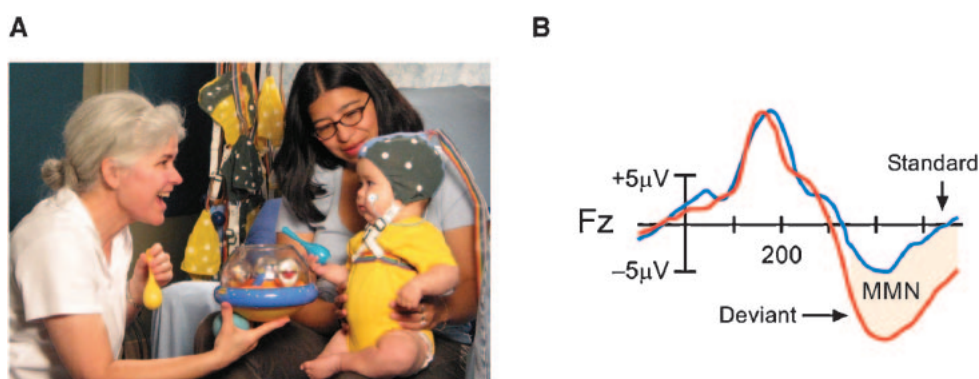 A
B
Standard
+5μV
Fz
200
−5μV
MMN
Deviant